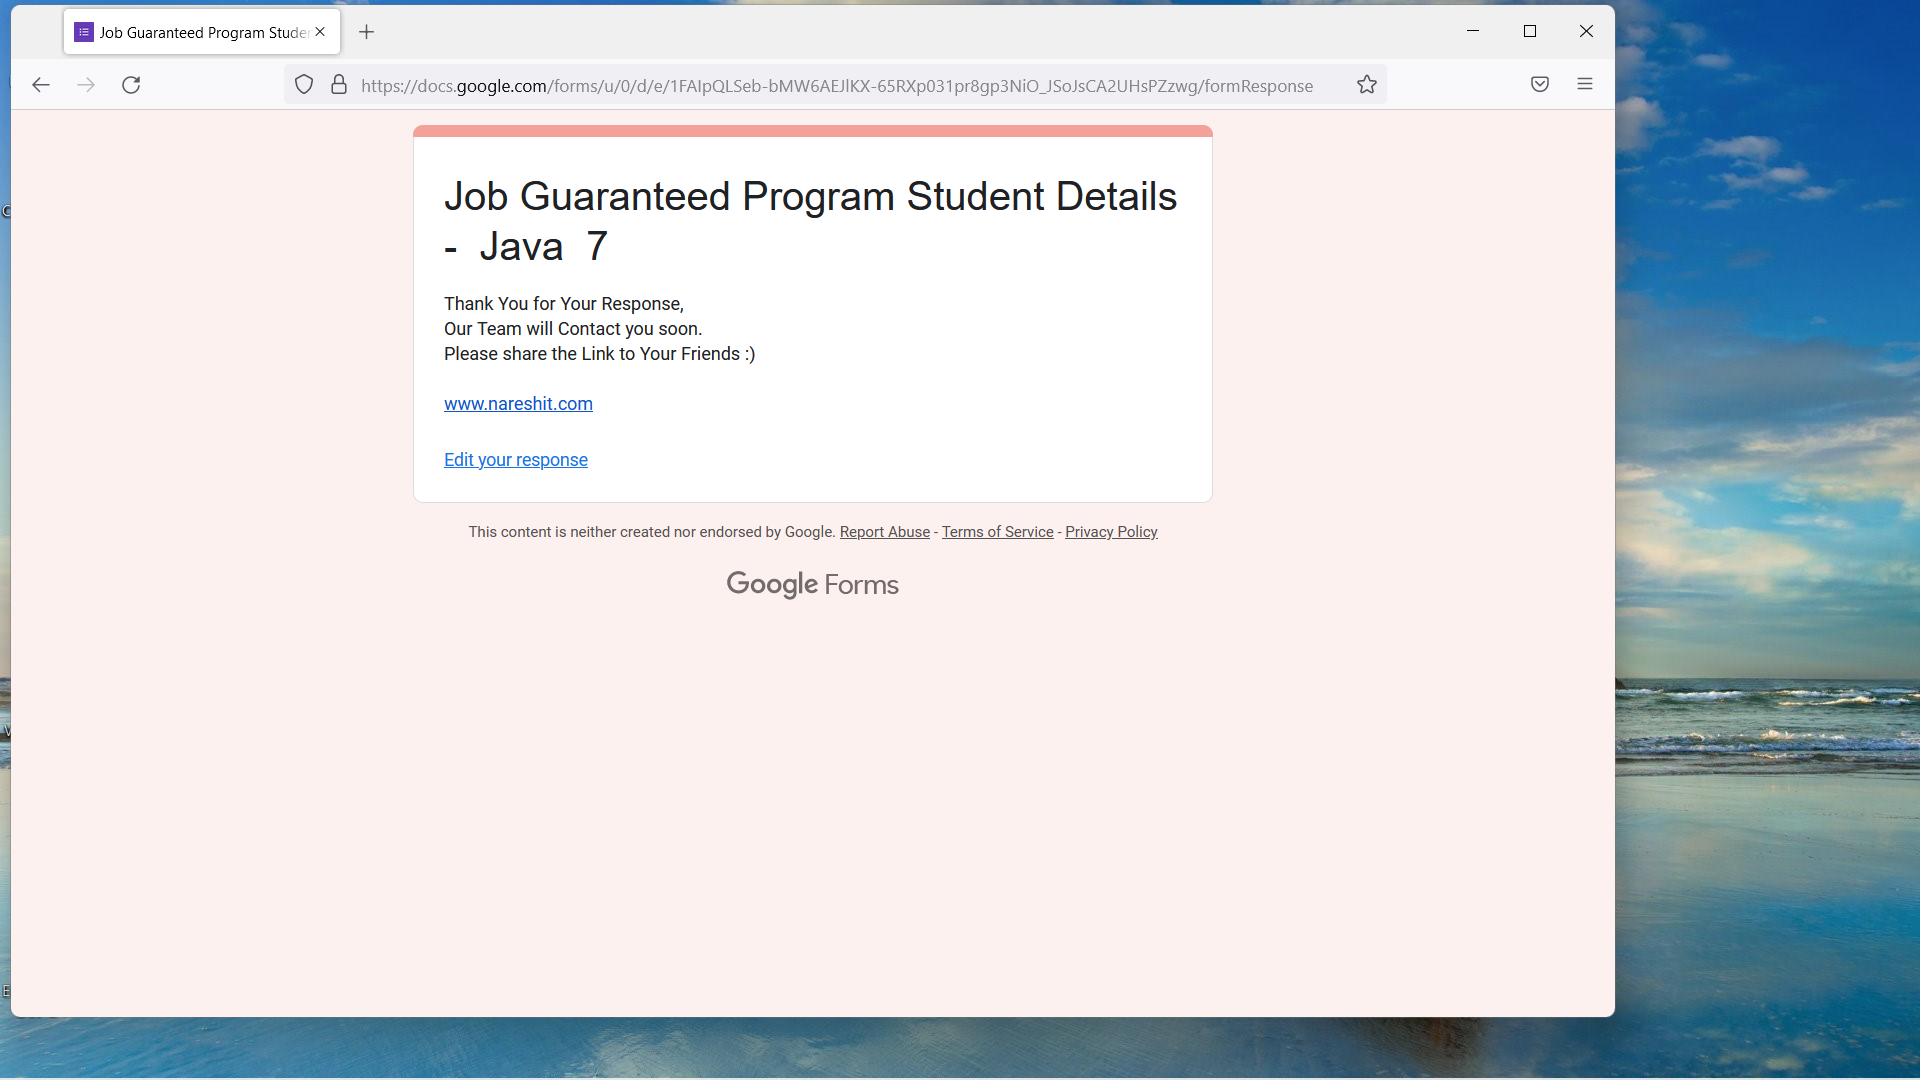 Job Guaranteed Program Stude
https://docs.google.com/forms/u/0/d/e/1FAIpQLSeb-bMW6AEJlKX-65RXp031pr8gp3NiO_JSoJsCA2UHsPZzwg/formResponse
Job Guaranteed Program Student Details
- Java 7
Thank You for Your Response,
Our Team will Contact you soon.
Please share the Link to Your Friends :)
www.nareshit.com
Edit your response
This content is neither created nor endorsed by Google. Report Abuse - Terms of Service - Privacy Policy
Google Forms